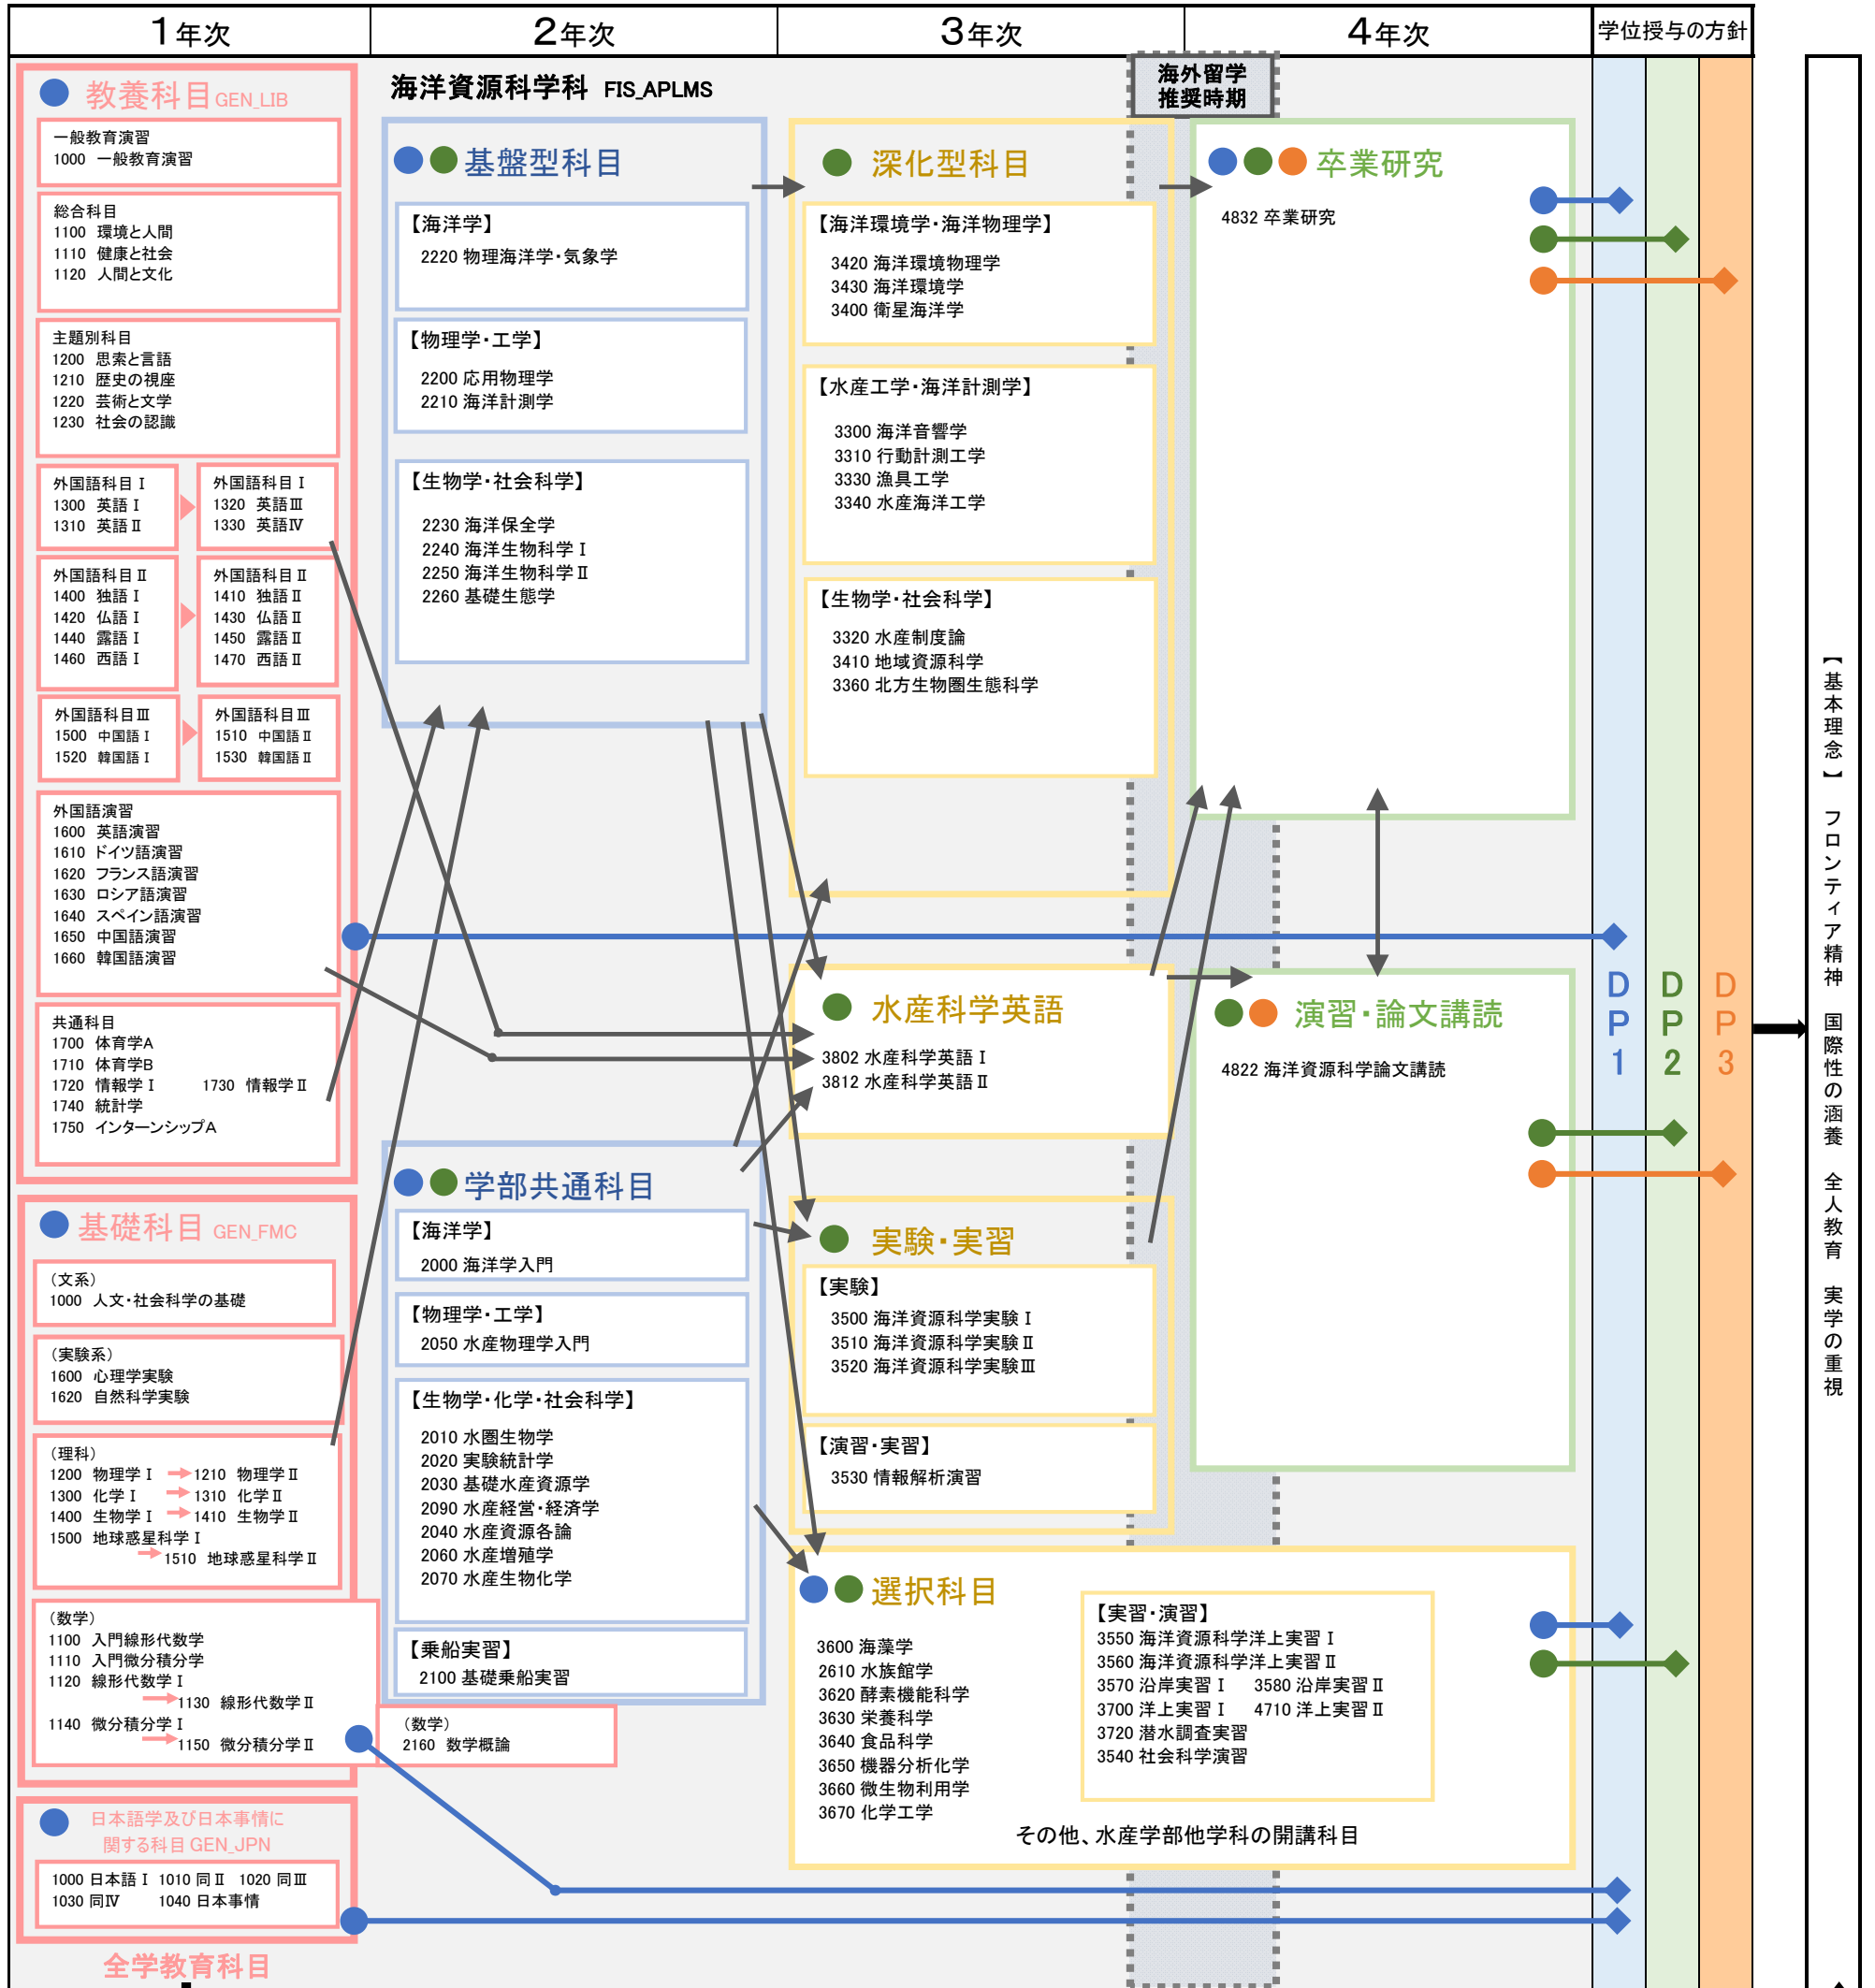 1年次
2年次
3年次
4年次
学位授与の方針
海洋資源科学科 FIS_APLMS
海外留学
推奨時期
教養科目 GEN_LIB
一般教育演習
1000 一般教育演習
総合科目
1100 環境と人間
1110 健康と社会
1120 人間と文化
主題別科目
1200 思索と言語
1210 歴史の視座
1220 芸術と文学
1230 社会の認識
外国語科目Ⅰ
1300 英語Ⅰ
1310 英語Ⅱ
外国語科目Ⅰ
1320 英語Ⅲ
1330 英語Ⅳ
外国語科目Ⅱ
1400 独語Ⅰ
1420 仏語Ⅰ
1440 露語Ⅰ
1460 西語Ⅰ
外国語科目Ⅱ
1410 独語Ⅱ
1430 仏語Ⅱ
1450 露語Ⅱ
1470 西語Ⅱ
外国語科目Ⅲ
1500 中国語Ⅰ
1520 韓国語Ⅰ
外国語科目Ⅲ
1510 中国語Ⅱ
1530 韓国語Ⅱ
外国語演習
1600 英語演習
1610 ドイツ語演習
1620 フランス語演習
1630 ロシア語演習
1640 スペイン語演習
1650 中国語演習
1660 韓国語演習
共通科目
1700 体育学A
1710 体育学B
1720 情報学Ⅰ 1730 情報学Ⅱ
1740 統計学
1750 インターンシップA
基礎科目 GEN_FMC
（文系）
1000 人文・社会科学の基礎
（実験系）
1600 心理学実験
1620 自然科学実験
（理科）
1200 物理学Ⅰ 1210 物理学Ⅱ
1300 化学Ⅰ 1310 化学Ⅱ
1400 生物学Ⅰ 1410 生物学Ⅱ
1500 地球惑星科学Ⅰ
1510 地球惑星科学Ⅱ
（数学）
1100 入門線形代数学
1110 入門微分積分学
1120 線形代数学Ⅰ
1130 線形代数学Ⅱ
1140 微分積分学Ⅰ
1150 微分積分学Ⅱ
（数学）
2160 数学概論
日本語学及び日本事情に
関する科目 GEN_JPN
1000 日本語Ⅰ 1010 同Ⅱ 1020 同Ⅲ
1030 同Ⅳ 1040 日本事情
全学教育科目
基盤型科目
【海洋学】
2220 物理海洋学・気象学
【物理学・工学】
2200 応用物理学
2210 海洋計測学
【生物学・社会科学】
2230 海洋保全学
2240 海洋生物科学Ⅰ
2250 海洋生物科学Ⅱ
2260 基礎生態学
学部共通科目
【海洋学】
2000 海洋学入門
【物理学・工学】
2050 水産物理学入門
【生物学・化学・社会科学】
2010 水圏生物学
2020 実験統計学
2030 基礎水産資源学
2090 水産経営・経済学
2040 水産資源各論
2060 水産増殖学
2070 水産生物化学
【乗船実習】
2100 基礎乗船実習
深化型科目
【海洋環境学・海洋物理学】
3420 海洋環境物理学
3430 海洋環境学
3400 衛星海洋学
【水産工学・海洋計測学】
3300 海洋音響学
3310 行動計測工学
3330 漁具工学
3340 水産海洋工学
【生物学・社会科学】
3320 水産制度論
3410 地域資源科学
3360 北方生物圏生態科学
水産科学英語
3802 水産科学英語Ⅰ
3812 水産科学英語Ⅱ
実験・実習
【実験】
3500 海洋資源科学実験Ⅰ
3510 海洋資源科学実験Ⅱ
3520 海洋資源科学実験Ⅲ
【演習・実習】
3530 情報解析演習
選択科目
3600 海藻学
2610 水族館学
3620 酵素機能科学
3630 栄養科学
3640 食品科学
3650 機器分析化学
3660 微生物利用学
3670 化学工学
【実習・演習】
3550 海洋資源科学洋上実習Ⅰ
3560 海洋資源科学洋上実習Ⅱ
3570 沿岸実習Ⅰ 3580 沿岸実習Ⅱ
3700 洋上実習Ⅰ 4710 洋上実習Ⅱ
3720 潜水調査実習
3540 社会科学演習
その他、水産学部他学科の開講科目
卒業研究
4832 卒業研究
演習・論文講読
4822 海洋資源科学論文講読
DP1
DP2
DP3
【基本理念】 フロンティア精神 国際性の涵養 全人教育 実学の重視